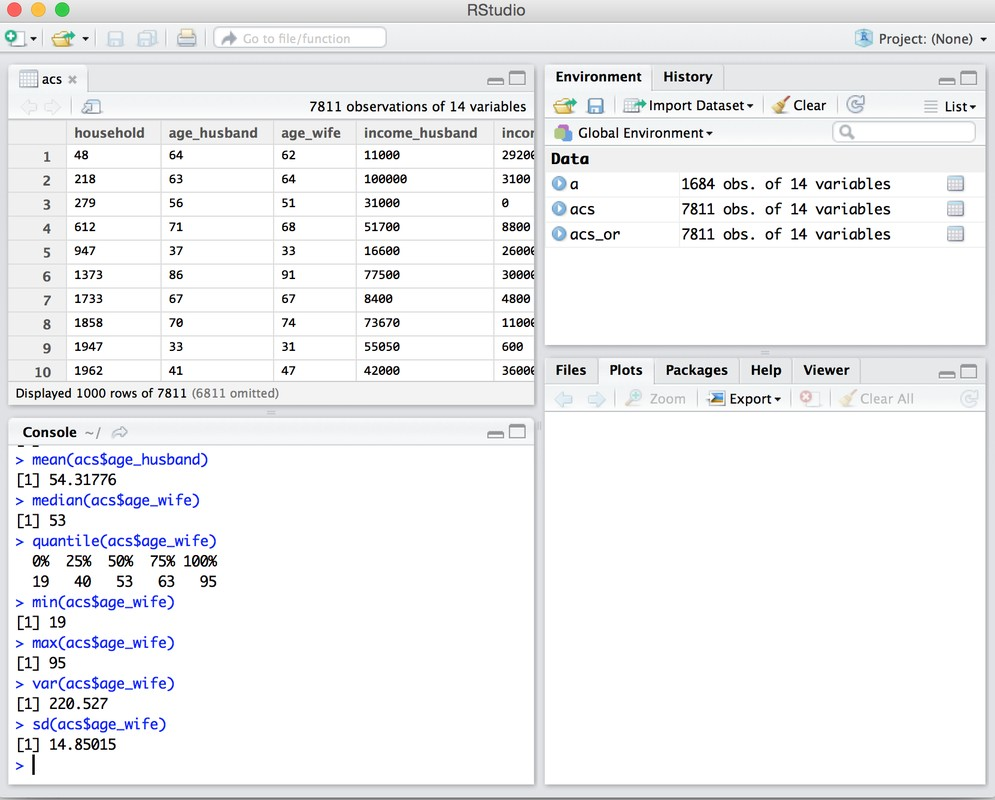 RStudio
Go to file/function
Project: (None)
acs
7811 observations of 14 variables
household age_husband age_wife income_husband incor
1 48 64 62 11000 29200
2 218 63 64 100000 3100
3 279 56 51 31000 0
4 612 71 68 51700 8800
5 947 37 33 16600 26000
6 1373 86 91 77500 30000
7 1733 67 67 8400 4800
8 1858 70 74 73670 11000
9 1947 33 31 55050 600
10 1962 41 47 42000 36000
Displayed 1000 rows of 7811 (6811 omitted)
Console ~/
> mean(acs$age_husband)
[1] 54.31776
> median(acs$age_wife)
[1] 53
> quantile(acs$age_wife)
0% 25% 50% 75% 100%
19 40 53 63 95
> min(acs$age_wife)
[1] 19
> max(acs$age_wife)
[1] 95
> var(acs$age_wife)
[1] 220.527
> sd(acs$age_wife)
[1] 14.85015
>
Environment History
Import Dataset Clear List
Global Environment
Data
a 1684 obs. of 14 variables
acs 7811 obs. of 14 variables
acs_or 7811 obs. of 14 variables
Files Plots Packages Help Viewer
Zoom Export Clear All